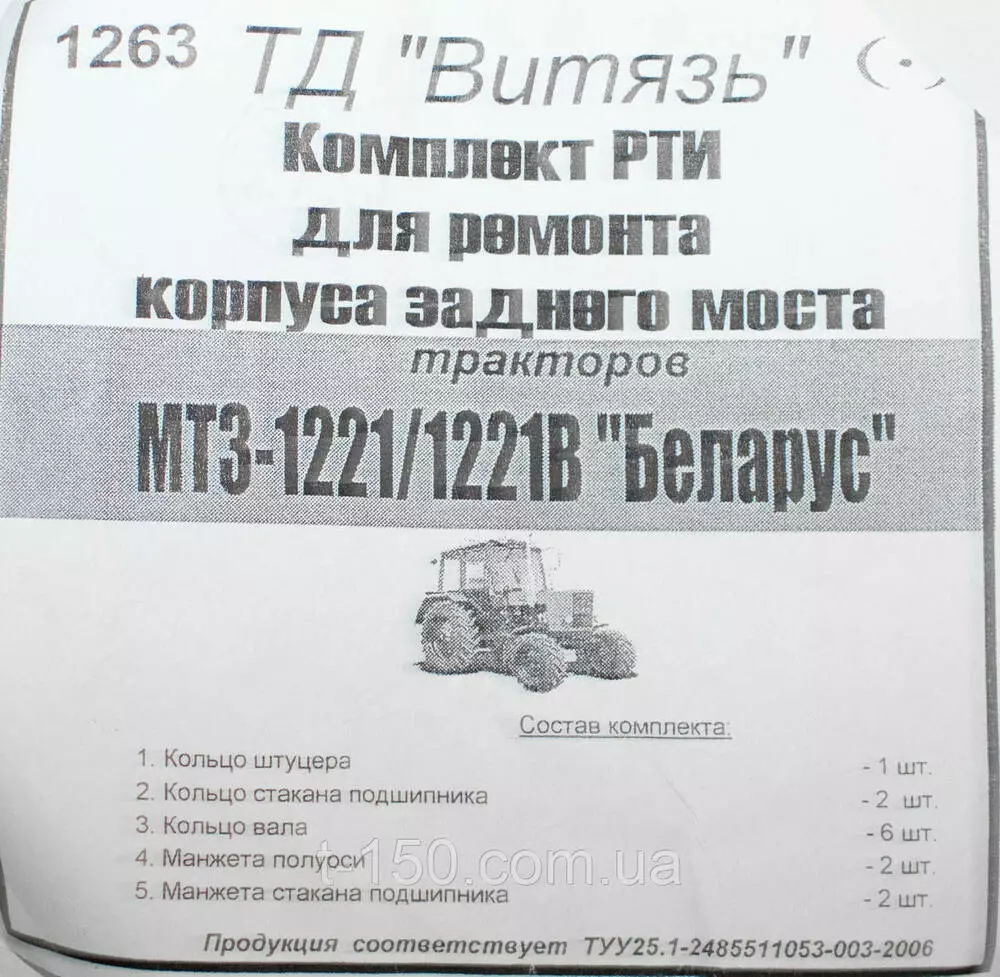 1263 ТД "Витязь"
Комплект РТИ
для ремонта
корпуса заднего моста
тракторов
МТЗ-1221/1221В "Беларус"
Состав комплекта:
1. Кольцо штуцера - 1 шт.
2. Кольцо стакана подшипника - 2 шт.
3. Кольцо вала - 6 шт.
4. Манжета полуоси - 2 шт.
t-150.com.ua
5. Манжета стакана подшипника - 2 шт.
Продукция соответствует ТУУ25.1-2485511053-003-2006